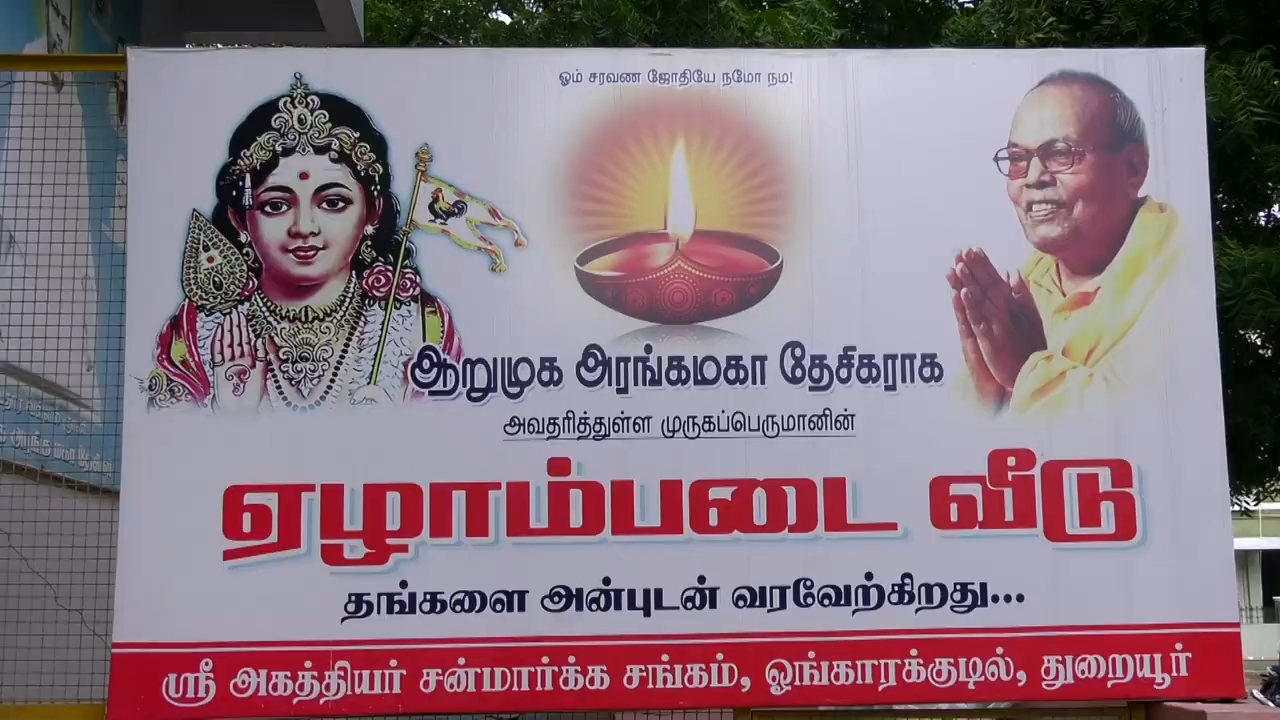 ஓம் சரவண ஜோதியே நமோ நம!
ஆறுமுக அரங்கமகா தேசிகராக
அவதரித்துள்ள முருகப்பெருமானின்
ஏழாம்படை வீடு
தங்களை அன்புடன் வரவேற்கிறது...
ஸ்ரீ அகத்தியர் சன்மார்க்க சங்கம், ஓங்காரக்குடில், துறையூர்